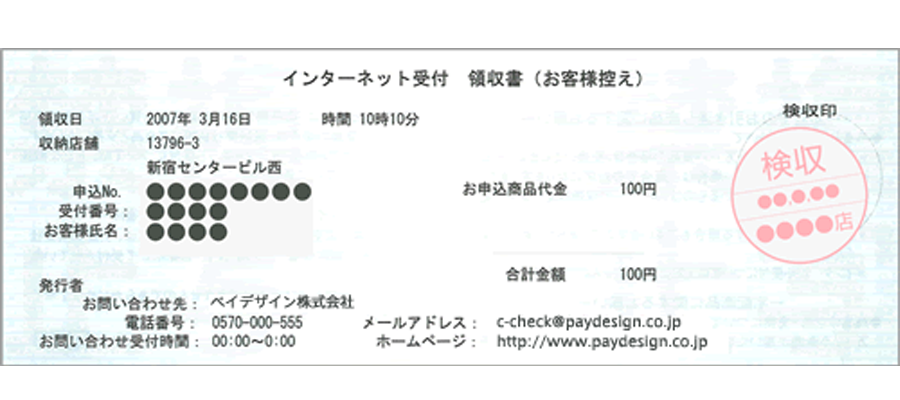 インターネット受付 領収書(お客様控え)
領収日 2007年 3月16日 時間 10時10分
検収印
収納店舗 13796-3
新宿センタービル西
申込No. ●●●●●●●●
お申込商品代金 100円
受付番号: ●●●●
お客様氏名: ●●●●
検収
●●.●.●●
●●●●店
合計金額 100円
発行者
お問い合わせ先: ペイデザイン株式会社
電話番号: 0570-000-555 メールアドレス: c-check@paydesign.co.jp
お問い合わせ受付時間: 00:00〜0:00 ホームページ: http://www.paydesign.co.jp